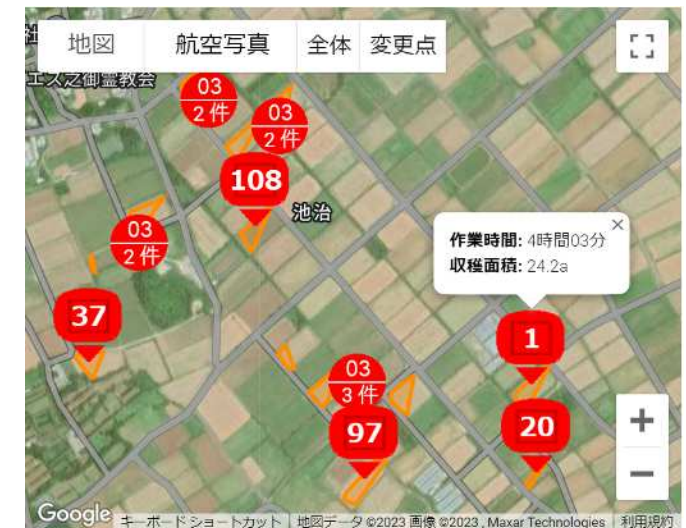 地図 航空写真 全体 変更点
エス之御霊教会
03
2 件
03
2 件
108
池治
03
2 件
作業時間: 4時間03分
収穫面積: 24.2a
×
37
1
03
3 件
97
20
+
−
Google
キーボード ショートカット 地図データ ©2023 画像 ©2023 , Maxar Technologies 利用規約